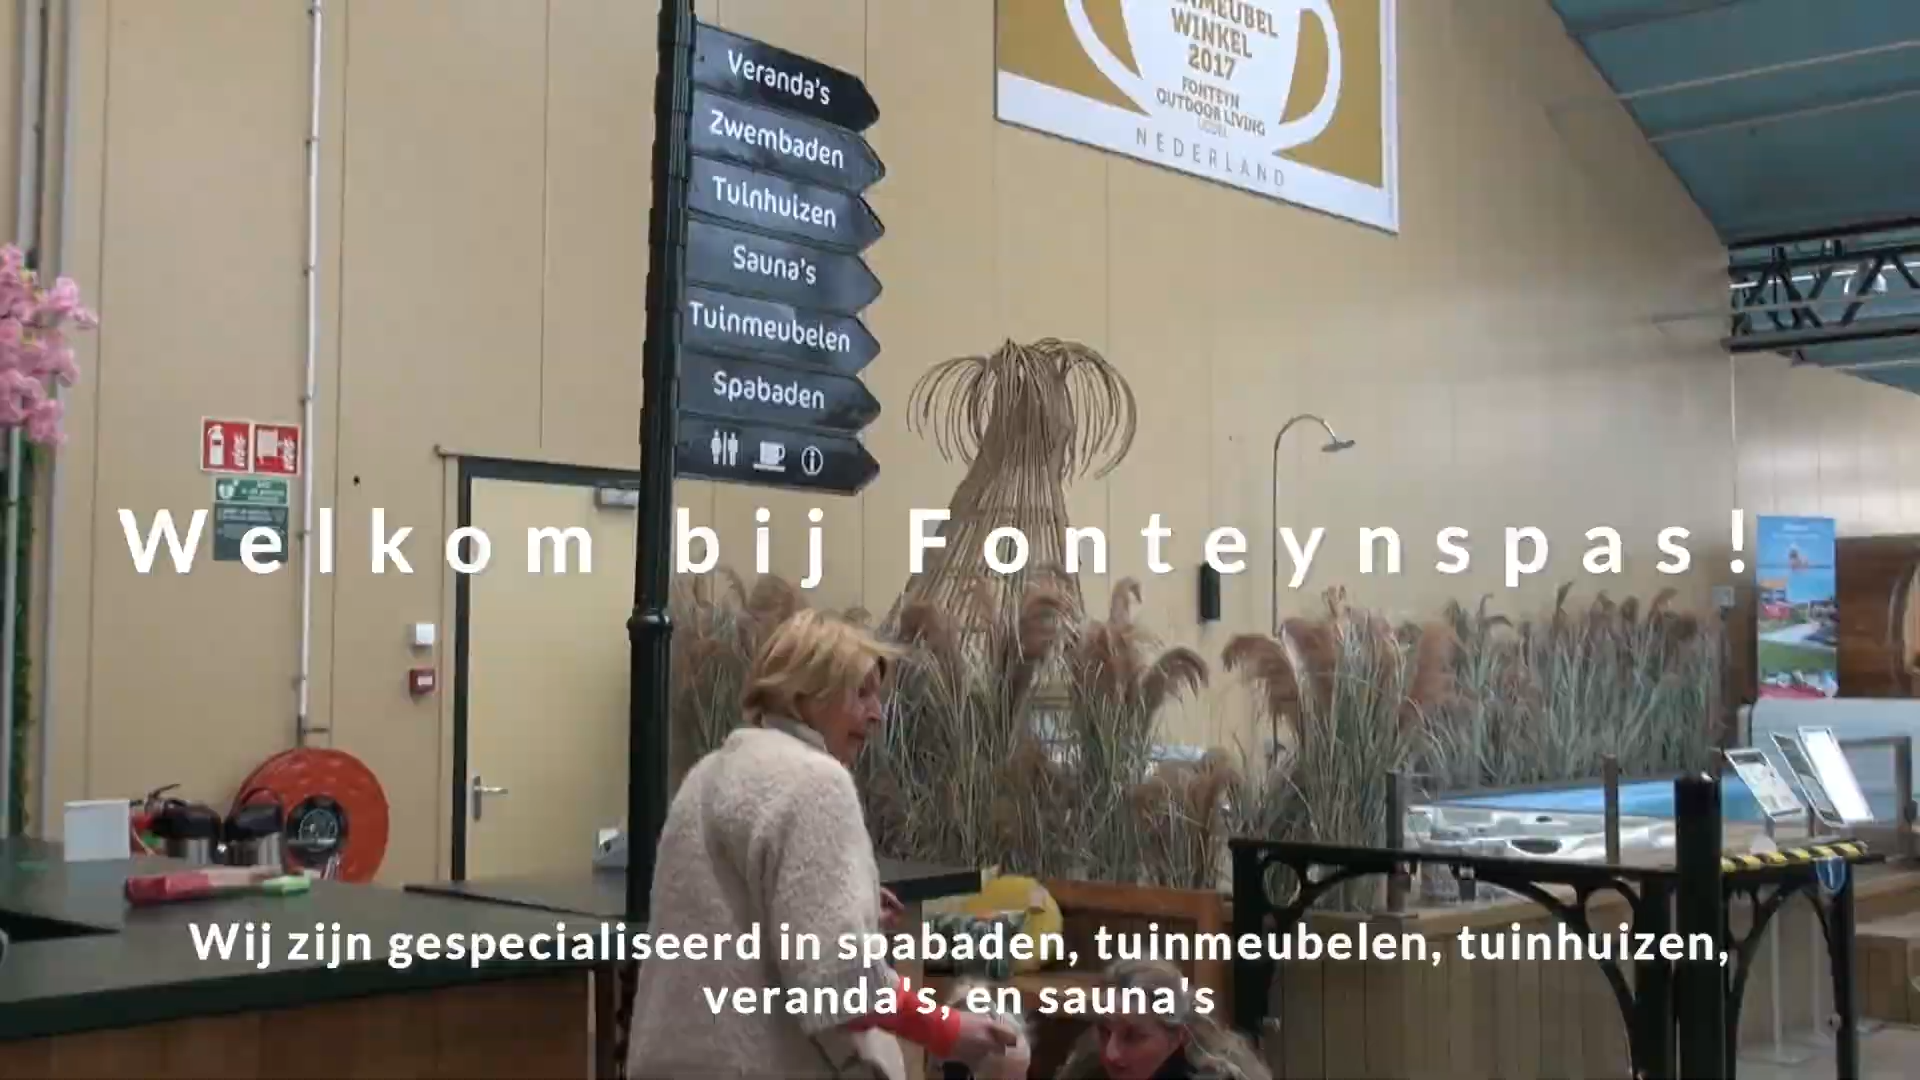 Veranda's
Zwembaden
Tuinhuizen
Sauna's
Tuinmeubelen
Spabaden
WINKEL
2017
FONTEYN
OUTDOOR LIVING
NEDERLAND
Welkom bij Fonteynspas!
Wij zijn gespecialiseerd in spabaden, tuinmeubelen, tuinhuizen,
veranda's, en sauna's